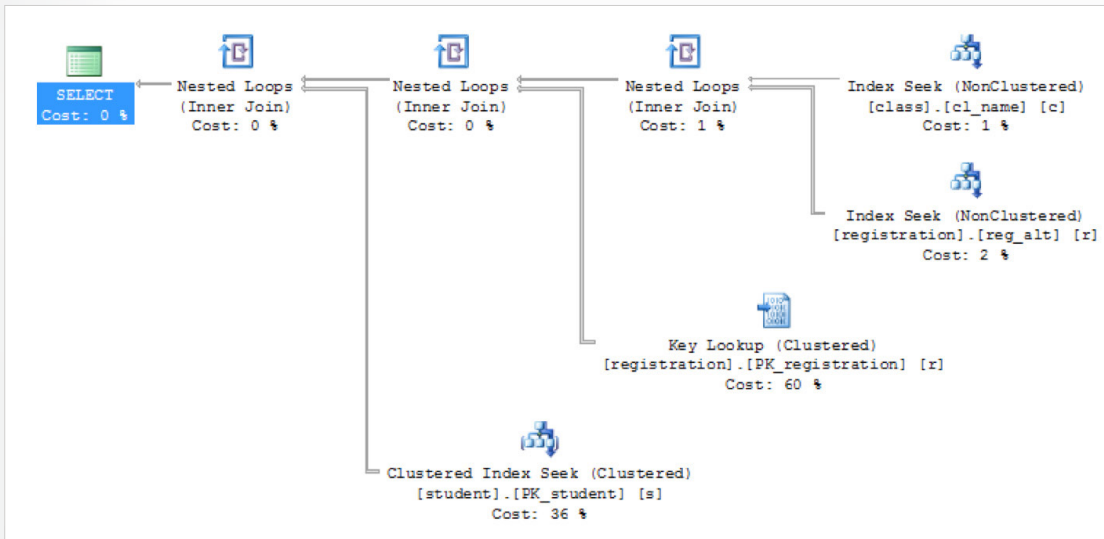 SELECT
Cost: 0 %
Nested Loops
(Inner Join)
Cost: 0 %
Nested Loops
(Inner Join)
Cost: 0 %
Nested Loops
(Inner Join)
Cost: 1 %
Index Seek (NonClustered)
[class].[cl_name] [c]
Cost: 1 %
Index Seek (NonClustered)
[registration].[reg_alt] [r]
Cost: 2 %
Key Lookup (Clustered)
[registration].[PK_registration] [r]
Cost: 60 %
Clustered Index Seek (Clustered)
[student].[PK_student] [s]
Cost: 36 %